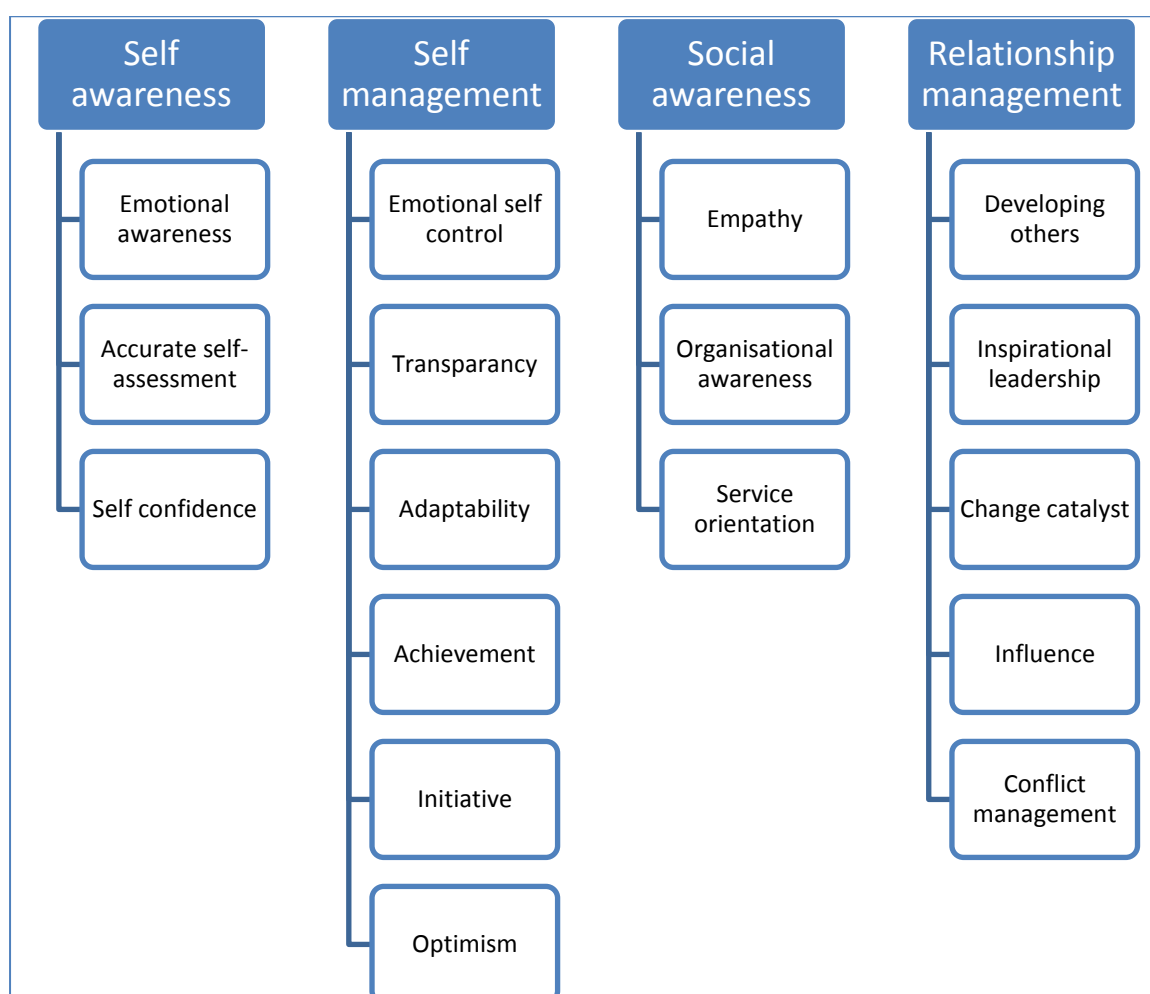 Self
awareness
Emotional
awareness
Accurate self-
assessment
Self confidence
Self
management
Emotional self
control
Transparancy
Adaptability
Achievement
Initiative
Optimism
Social
awareness
Empathy
Organisational
awareness
Service
orientation
Relationship
management
Developing
others
Inspirational
leadership
Change catalyst
Influence
Conflict
management